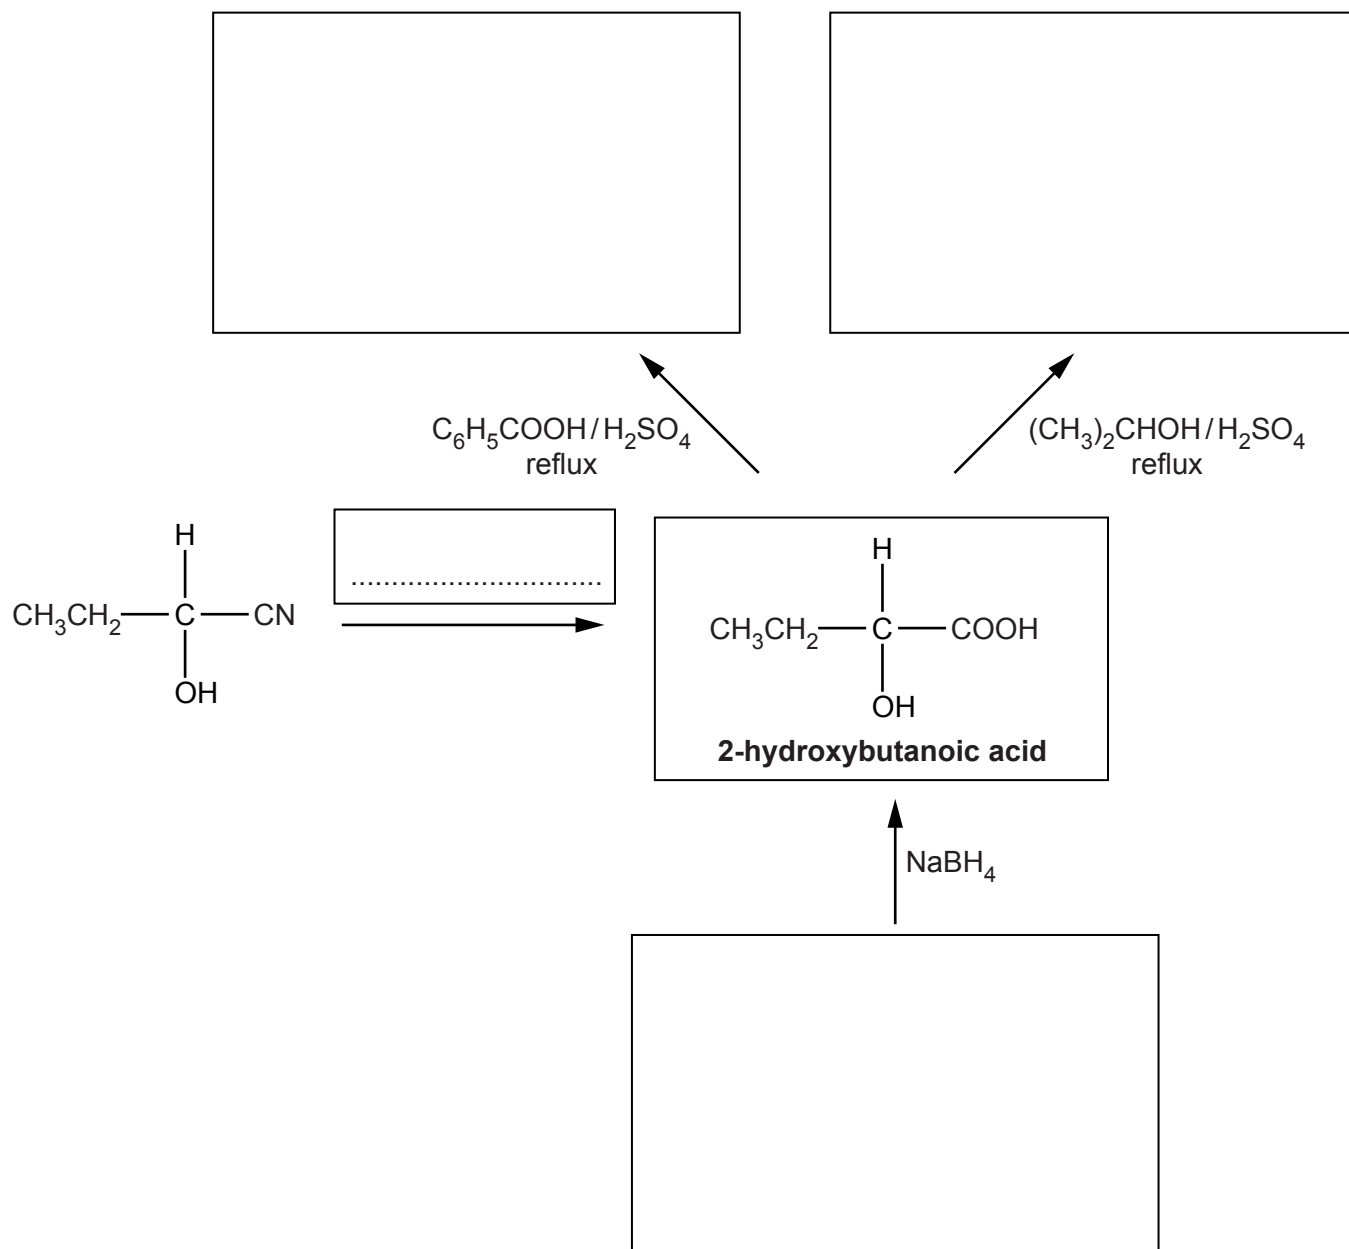 C₆H₅COOH/H₂SO₄
reflux
(CH₃)₂CHOH/H₂SO₄
reflux
H
CH₃CH₂ C CN
OH
..............................
H
CH₃CH₂ C COOH
OH
2-hydroxybutanoic acid
NaBH₄